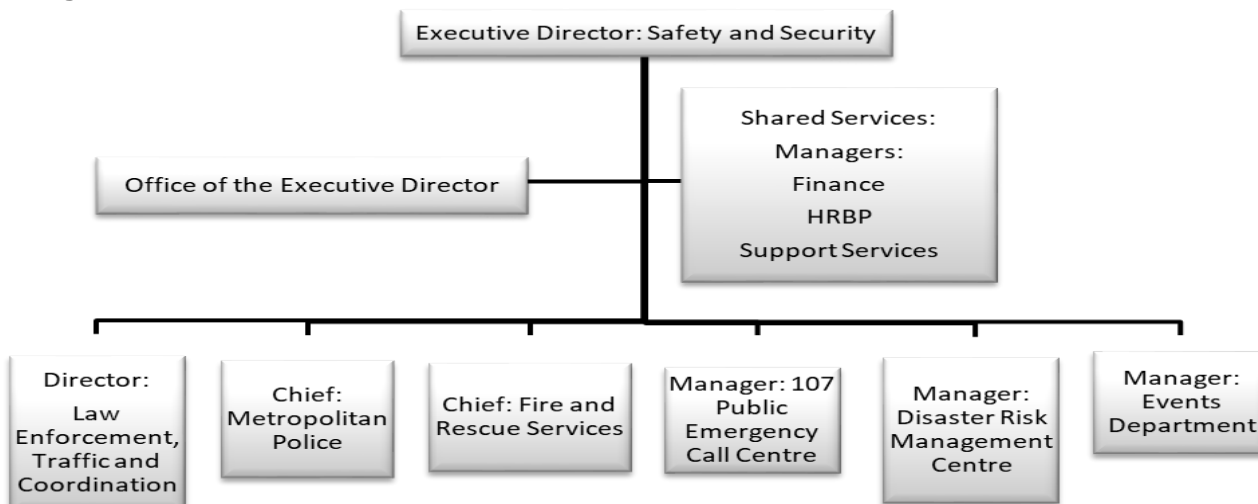 Executive Director: Safety and Security
Shared Services:
Managers:
Finance
HRBP
Support Services
Office of the Executive Director
Director:
Law
Enforcement,
Traffic and
Coordination
Chief:
Metropolitan
Police
Chief: Fire and
Rescue Services
Manager: 107
Public
Emergency
Call Centre
Manager:
Disaster Risk
Management
Centre
Manager:
Events
Department